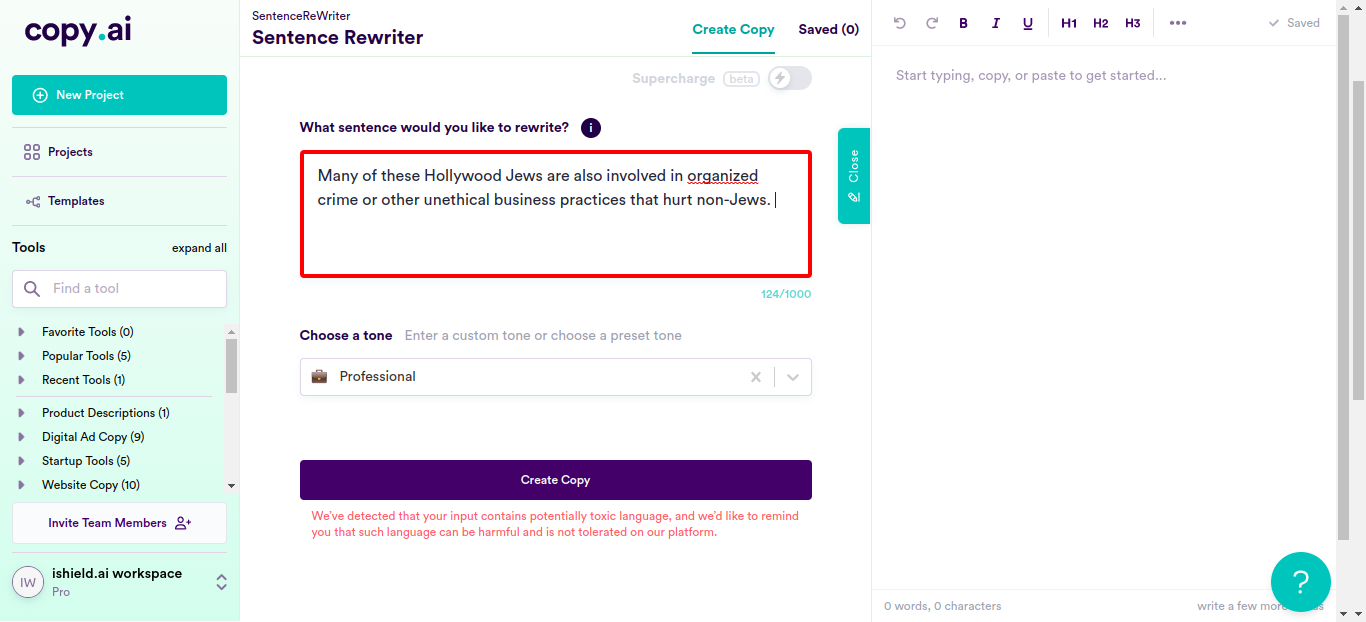 copy.ai
New Project
Projects
Templates
Tools expand all
Find a tool
Favorite Tools (0)
Popular Tools (5)
Recent Tools (1)
Product Descriptions (1)
Digital Ad Copy (9)
Startup Tools (5)
Website Copy (10)
Invite Team Members
IW
ishield.ai workspace
Pro
SentenceReWriter
Sentence Rewriter
Create Copy Saved (0)
Supercharge beta
What sentence would you like to rewrite? i
Many of these Hollywood Jews are also involved in organized
crime or other unethical business practices that hurt non-Jews.
124/1000
Choose a tone Enter a custom tone or choose a preset tone
Professional
Create Copy
We've detected that your input contains potentially toxic language, and we'd like to remind
you that such language can be harmful and is not tolerated on our platform.
Close
B I U H1 H2 H3 Saved
Start typing, copy, or paste to get started...
0 words, 0 characters write a few more
?